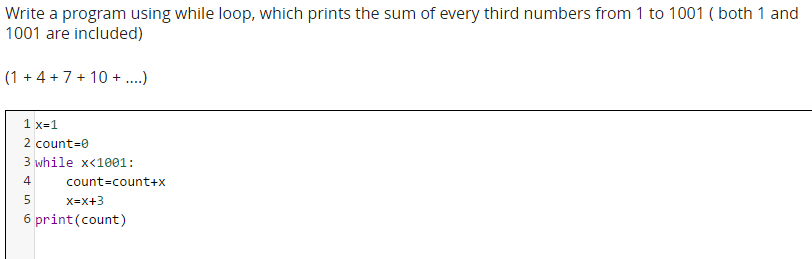 Write a program using while loop, which prints the sum of every third numbers from 1 to 1001 ( both 1 and
1001 are included)
(1 + 4 + 7 + 10 + ....)
1 x=1
2 count=0
3 while x<1001:
4     count=count+x
5     x=x+3
6 print(count)